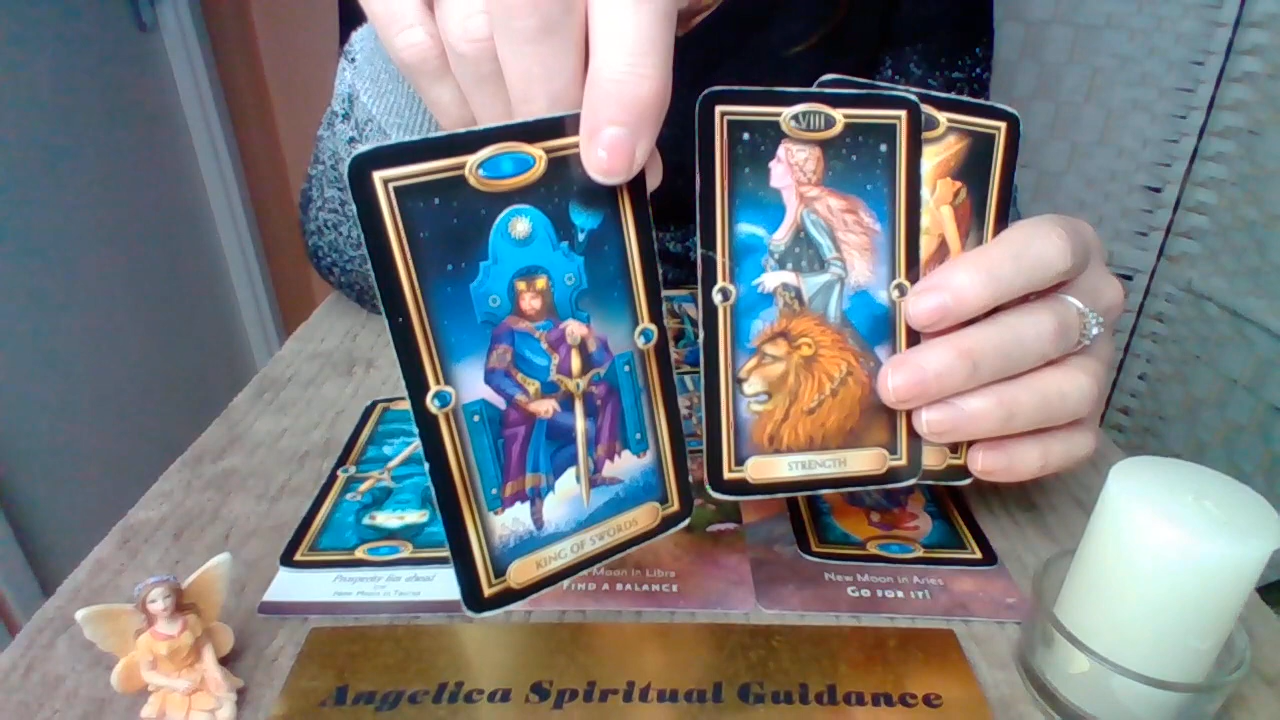 VIII
STRENGTH
KING OF SWORDS
Prosperity lies ahead
New Moon in Taurus
Moon in Libra
FIND A BALANCE
New Moon in Aries
GO FOR IT!
Angelica Spiritual Guidance